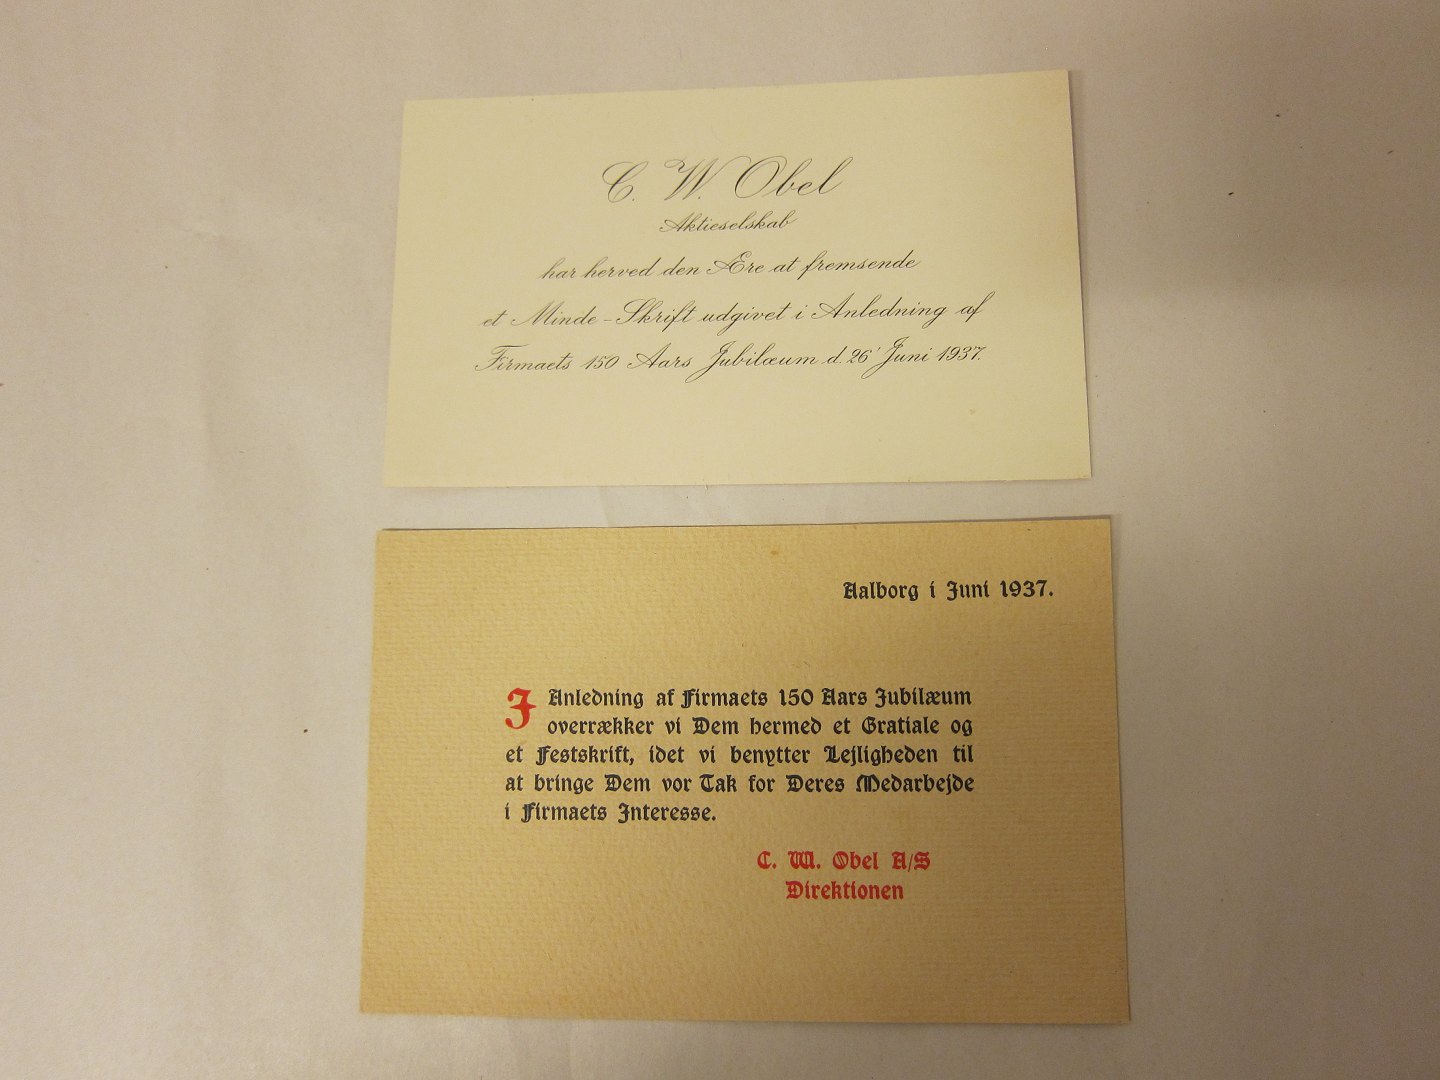 C. W. Obel
Aktieselskab
har herved den Ære at fremsende
et Minde-Skrift udgivet i Anledning af
Firmaets 150 Aars Jubilæum d. 26' Juni 1937.
Aalborg i Juni 1937.
I Anledning af Firmaets 150 Aars Jubilæum
overrækker vi Dem hermed et Gratiale og
et Festskrift, idet vi benytter Lejligheden til
at bringe Dem vor Tak for Deres Medarbejde
i Firmaets Interesse.
C. W. Obel A/S
Direktionen